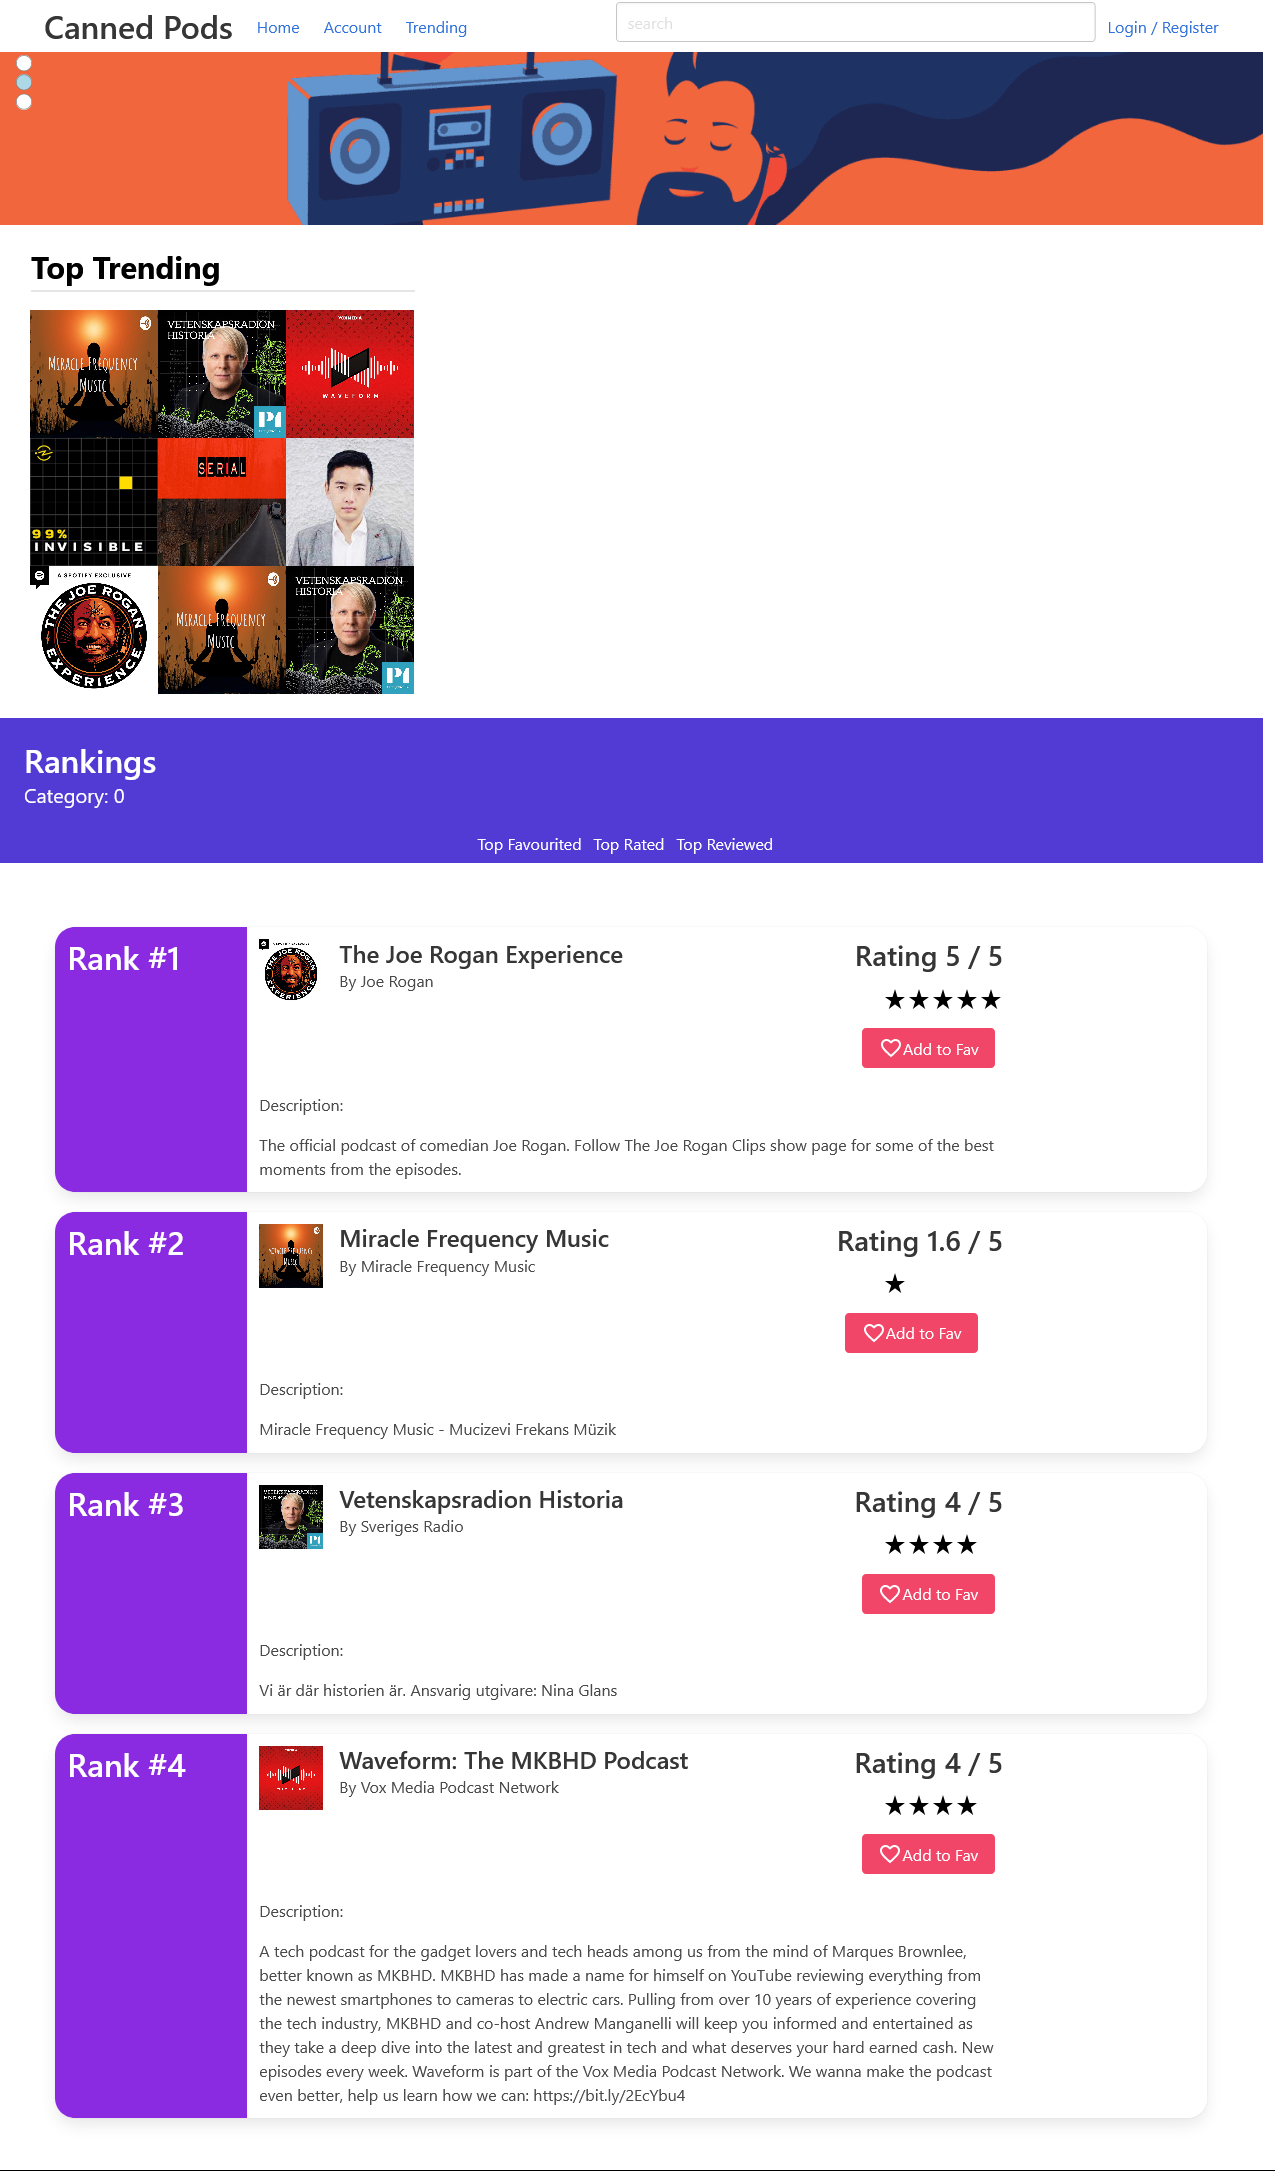 Canned Pods
Home
Account
Trending
search
Login / Register
Top Trending
MIRACLE FREQUENCY
MUSIC
VETENSKAPSRADION
HISTORIA
P1
VOX MEDIA
WAVEFORM
99%
INVISIBLE
SERIAL
A SPOTIFY EXCLUSIVE
THE JOE ROGAN
EXPERIENCE
MIRACLE FREQUENCY
MUSIC
VETENSKAPSRADION
HISTORIA
P1
Rankings
Category: 0
Top Favourited
Top Rated
Top Reviewed
Rank #1
THE JOE ROGAN
EXPERIENCE
The Joe Rogan Experience
By Joe Rogan
Rating 5 / 5
★★★★★
Add to Fav
Description:
The official podcast of comedian Joe Rogan. Follow The Joe Rogan Clips show page for some of the best
moments from the episodes.
Rank #2
MIRACLE FREQUENCY
MUSIC
Miracle Frequency Music
By Miracle Frequency Music
Rating 1.6 / 5
★
Add to Fav
Description:
Miracle Frequency Music - Mucizevi Frekans Müzik
Rank #3
VETENSKAPSRADION
HISTORIA
P1
Vetenskapsradion Historia
By Sveriges Radio
Rating 4 / 5
★★★★
Add to Fav
Description:
Vi är där historien är. Ansvarig utgivare: Nina Glans
Rank #4
Waveform: The MKBHD Podcast
By Vox Media Podcast Network
Rating 4 / 5
★★★★
Add to Fav
Description:
A tech podcast for the gadget lovers and tech heads among us from the mind of Marques Brownlee,
better known as MKBHD. MKBHD has made a name for himself on YouTube reviewing everything from
the newest smartphones to cameras to electric cars. Pulling from over 10 years of experience covering
the tech industry, MKBHD and co-host Andrew Manganelli will keep you informed and entertained as
they take a deep dive into the latest and greatest in tech and what deserves your hard earned cash. New
episodes every week. Waveform is part of the Vox Media Podcast Network. We wanna make the podcast
even better, help us learn how we can: https://bit.ly/2EcYbu4